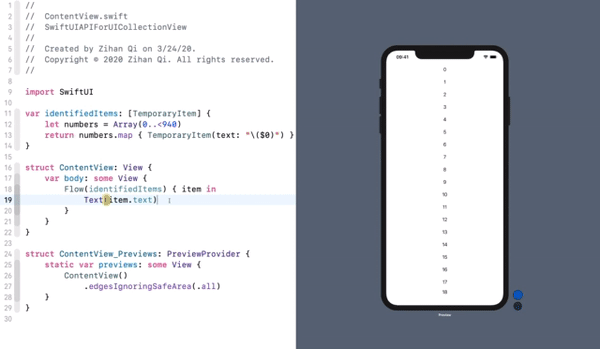 1 //
2 //  ContentView.swift
3 //  SwiftUIAPIForUICollectionView
4 //
5 //  Created by Zihan Qi on 3/24/20.
6 //  Copyright © 2020 Zihan Qi. All rights reserved.
7 //
8
9 import SwiftUI
10
11 var identifiedItems: [TemporaryItem] {
12     let numbers = Array(0..<940)
13     return numbers.map { TemporaryItem(text: "\($0)") }
14 }
15
16 struct ContentView: View {
17     var body: some View {
18         Flow(identifiedItems) { item in
19             Text(item.text)
20         }
21     }
22 }
23
24 struct ContentView_Previews: PreviewProvider {
25     static var previews: some View {
26         ContentView()
27             .edgesIgnoringSafeArea(.all)
28     }
29 }
30
09:41
0
1
2
3
4
5
6
7
8
9
10
11
12
13
14
15
16
17
18
Preview